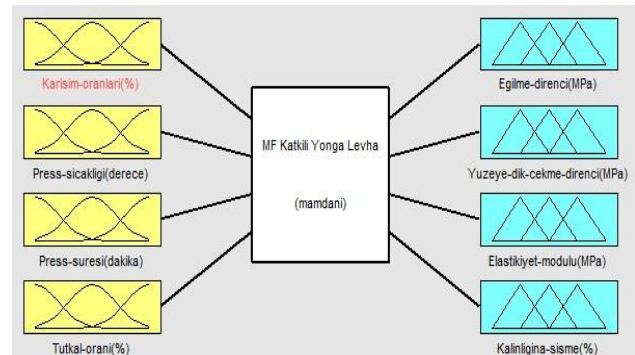 Karisim-oranlari(%)
Press-sicakligi(derece)
Press-suresi(dakika)
Tutkal-orani(%)
MF Katkili Yonga Levha
(mamdani)
Egilme-direnci(MPa)
Yuzeye-dik-cekme-direnci(MPa)
Elastikiyet-modulu(MPa)
Kalinligina-sisme(%)